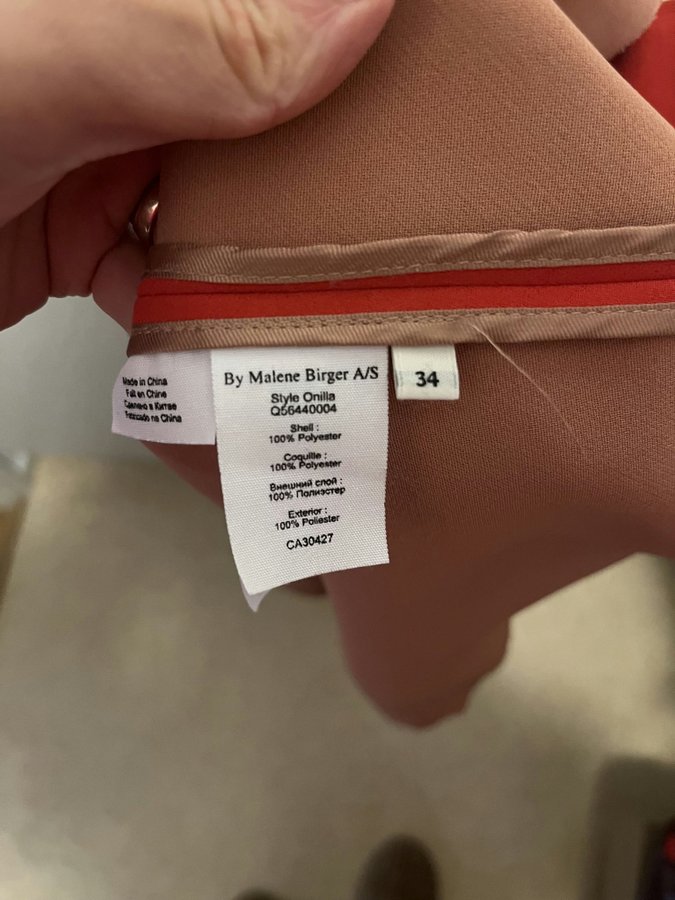 Made in China
Fait en Chine
Сделано в Китае
Fabricado na China
By Malene Birger A/S
Style Onilla
Q56440004
Shell :
100% Polyester
Coquille :
100% Polyester
Внешний слой :
100% Полиэстер
Exterior :
100% Poliester
CA30427
34